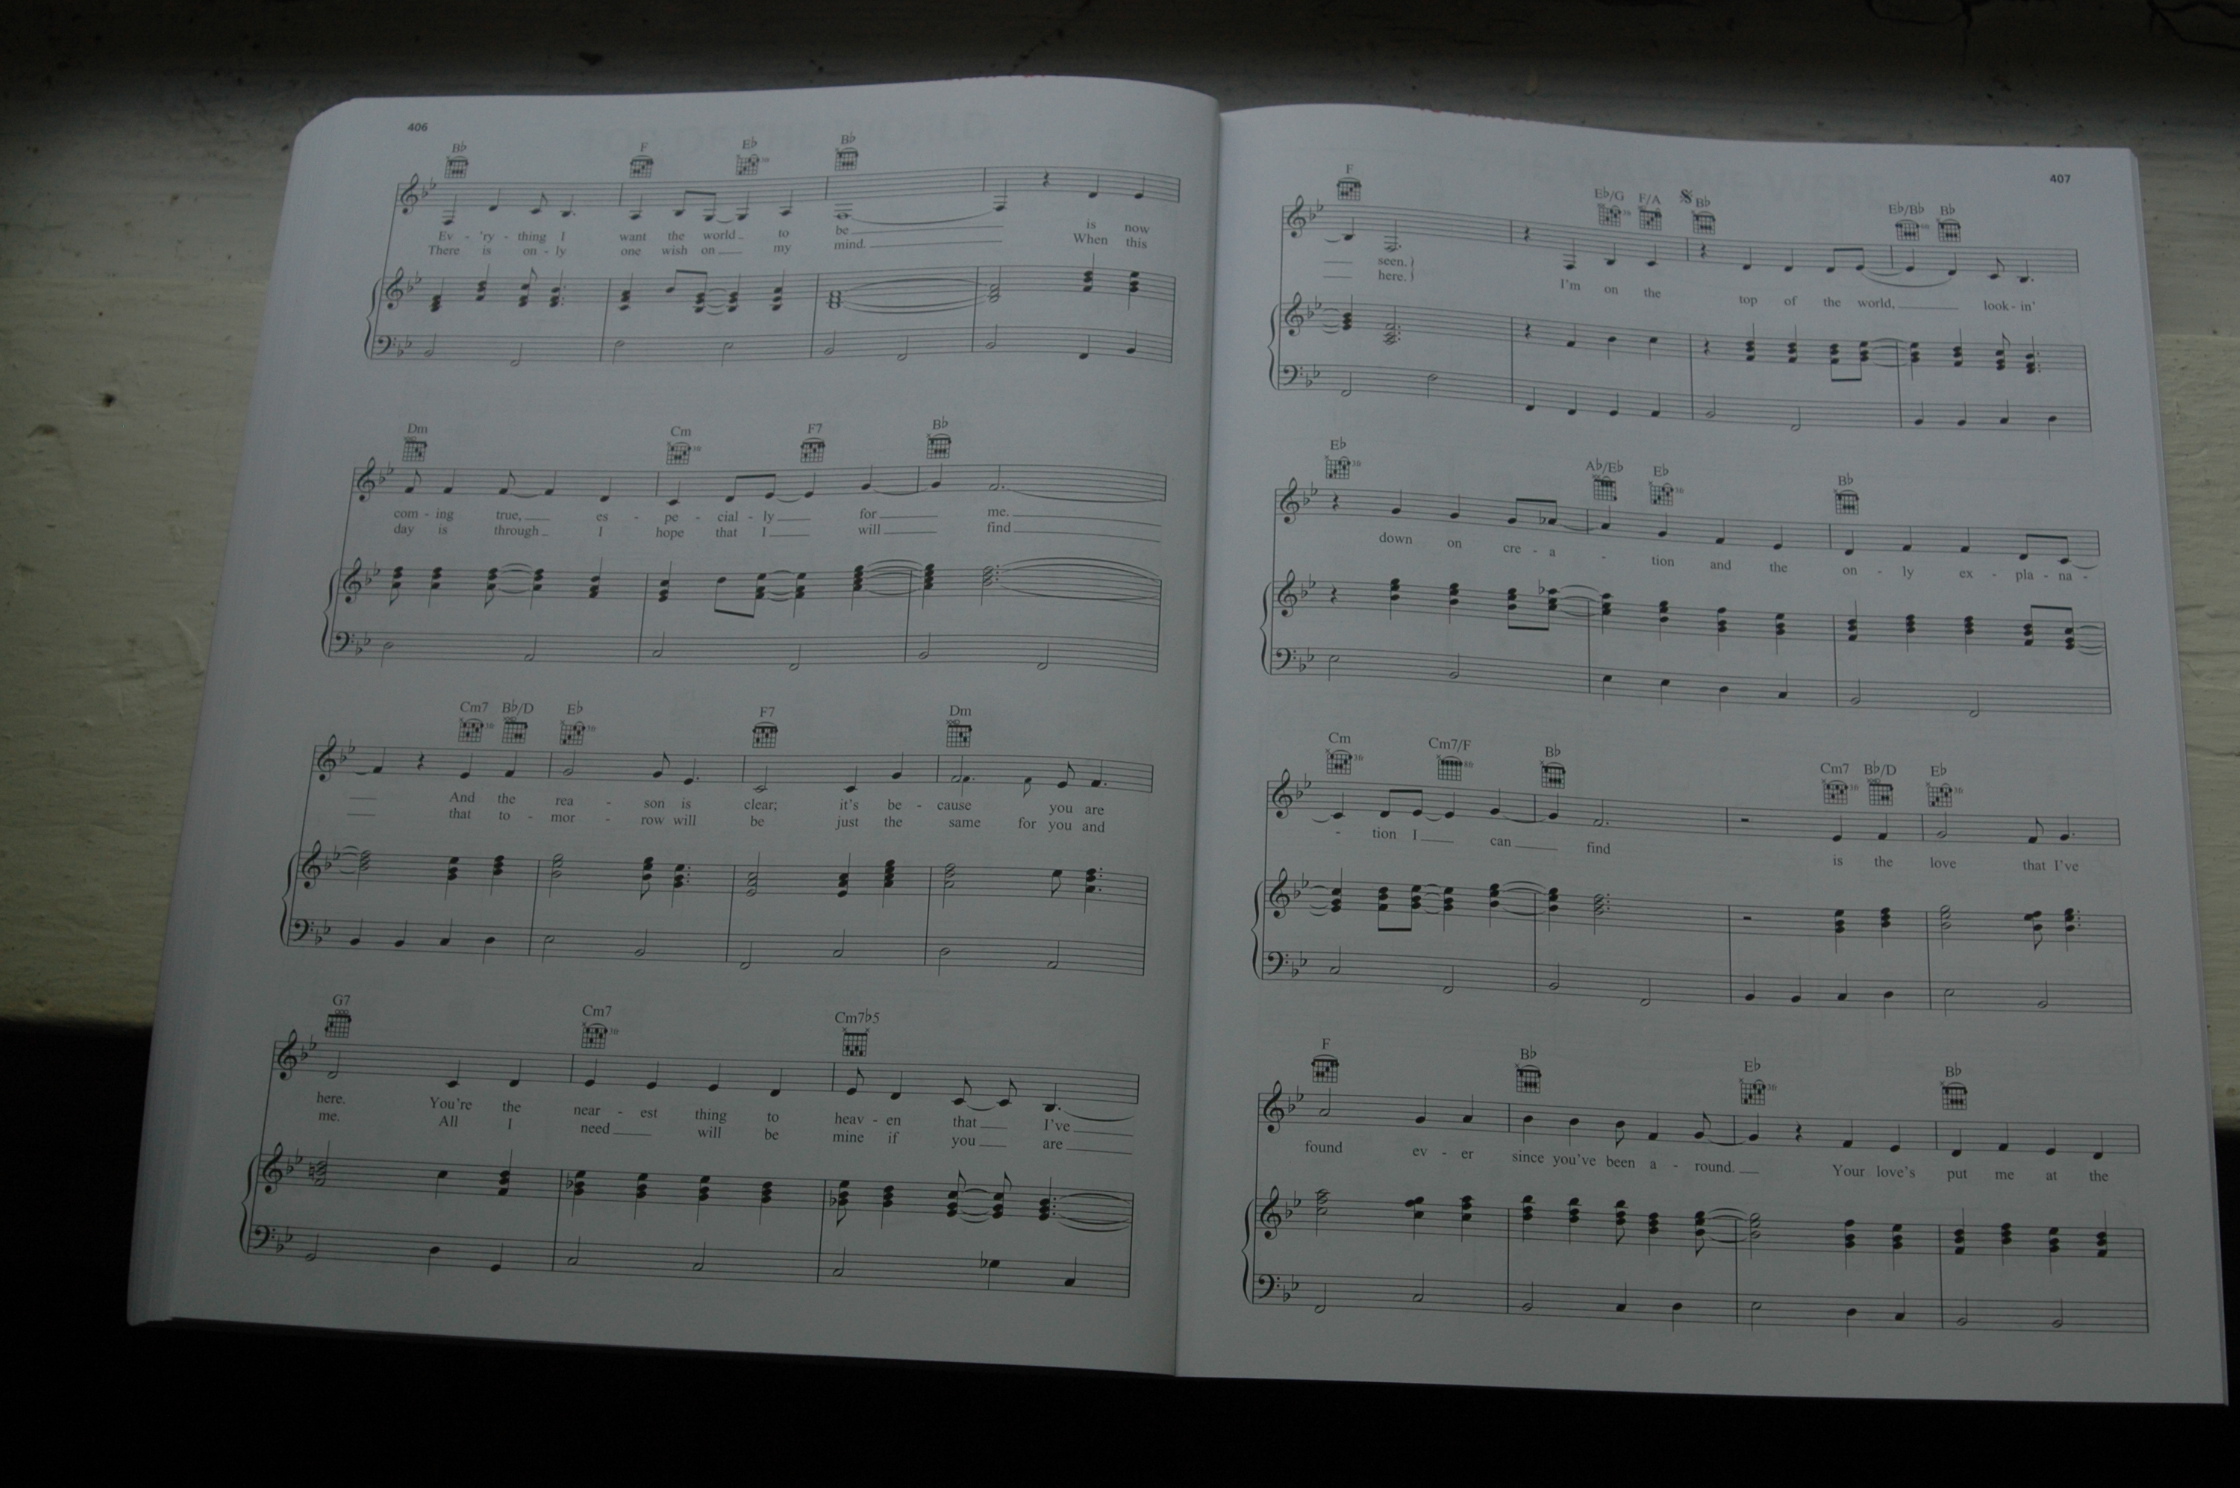 406
B♭ F E♭ B♭
Ev - 'ry - thing I want the world to be is now
There is on - ly one wish on my mind. When this
Dm Cm F7 B♭
com - ing true, es - pe - cial - ly for me.
day is through I hope that I will find
Cm7 B♭/D E♭ F7 Dm
And the rea - son is clear; it's be - cause you are
that to - mor - row will be just the same for you and
G7 Cm7 Cm7♭5
here. You're the near - est thing to heav - en that I've
me. All I need will be mine if you are
407
F E♭/G F/A B♭ E♭/B♭ B♭
seen.)
here.)
I'm on the top of the world, look - in'
E♭ A♭/E♭ E♭ B♭
down on cre - a - tion and the on - ly ex - pla - na -
Cm Cm7/F B♭ Cm7 B♭/D E♭
- tion I can find is the love that I've
F B♭ E♭ B♭
found ev - er since you've been a - round. Your love's put me at the